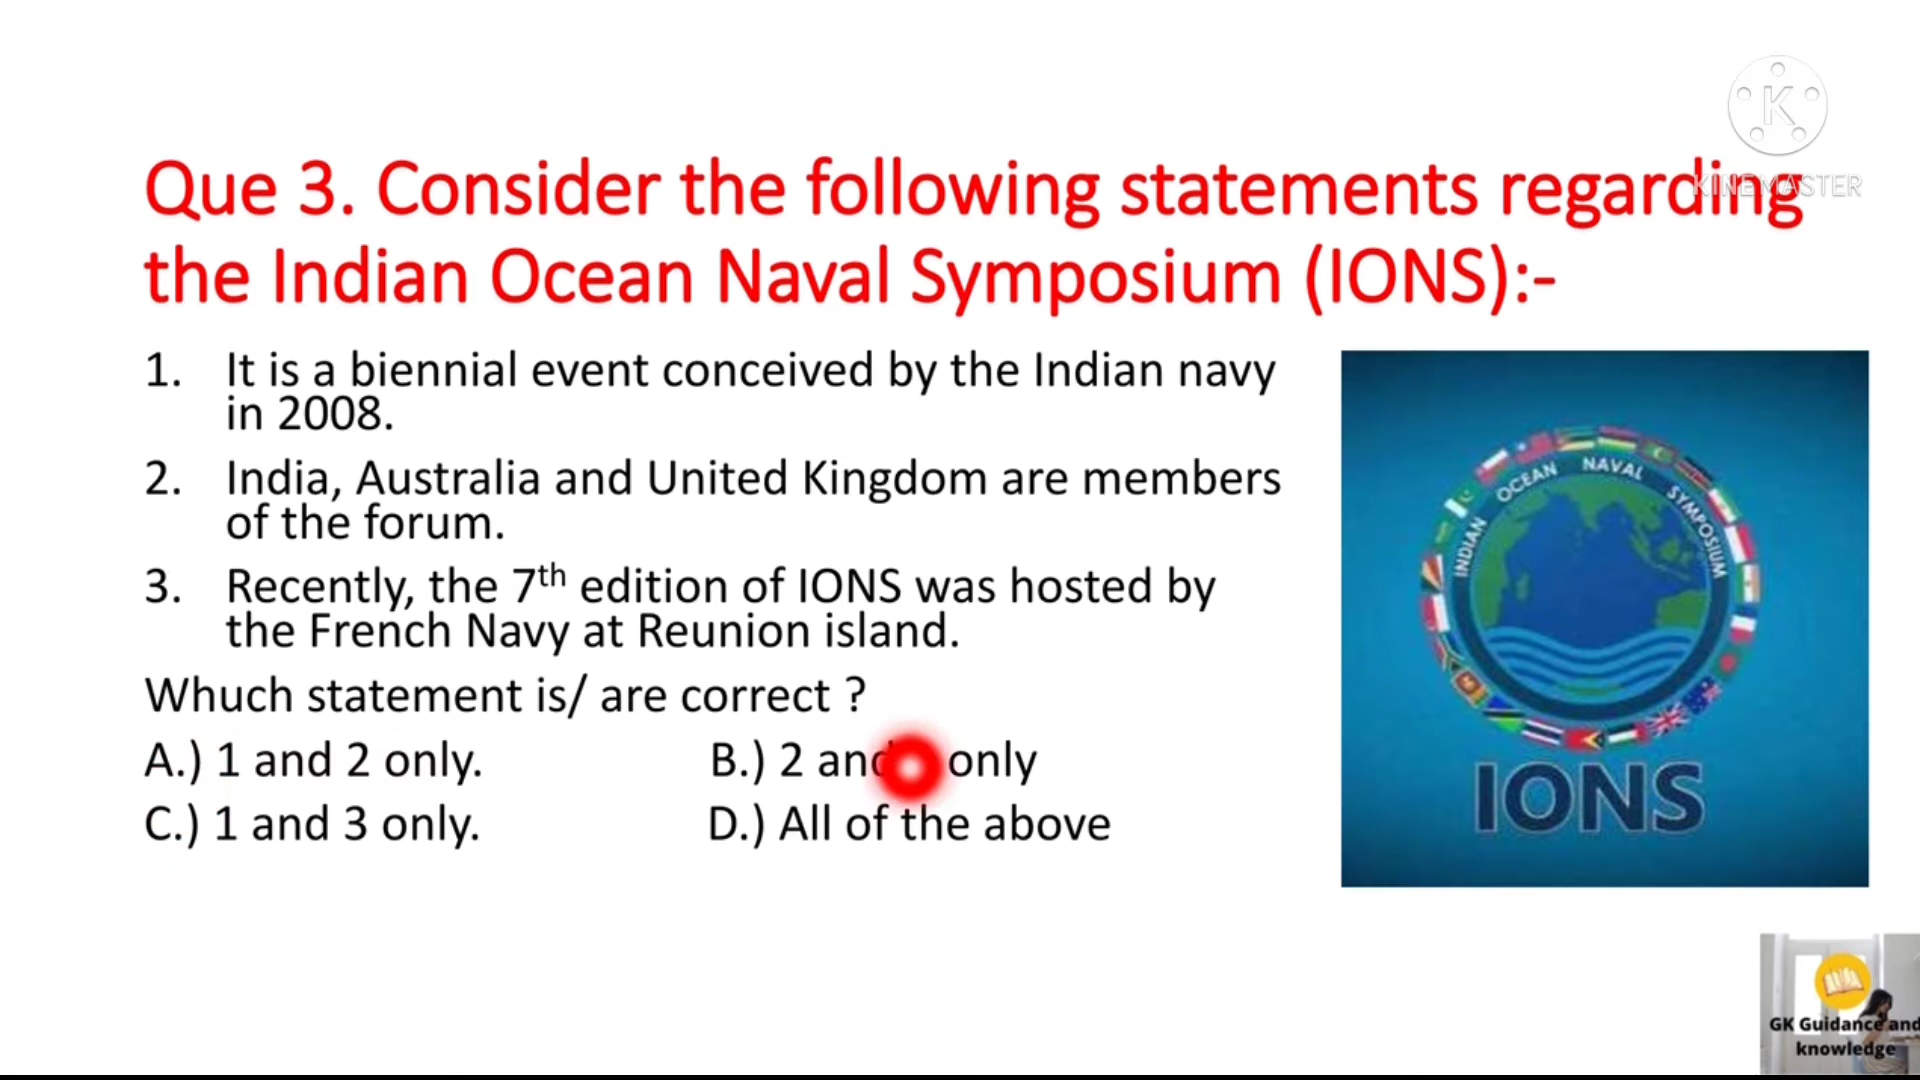 KINEMASTER
Que 3. Consider the following statements regarding
the Indian Ocean Naval Symposium (IONS):-
1. It is a biennial event conceived by the Indian navy
in 2008.
2. India, Australia and United Kingdom are members
of the forum.
3. Recently, the 7th edition of IONS was hosted by
the French Navy at Reunion island.
Whuch statement is/ are correct ?
A.) 1 and 2 only. B.) 2 and only
C.) 1 and 3 only. D.) All of the above
INDIAN OCEAN NAVAL SYMPOSIUM
IONS
GK Guidance and
knowledge